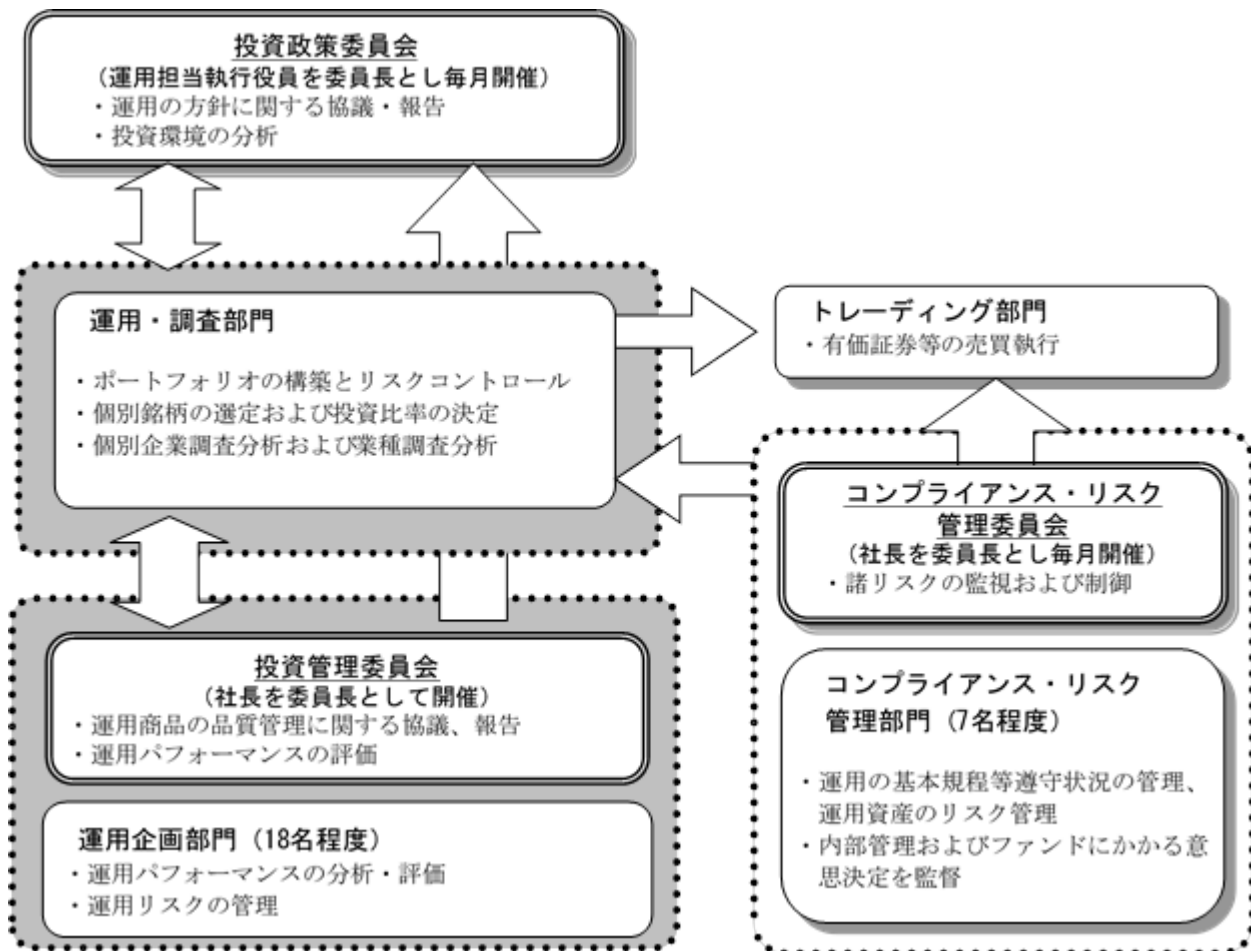 投資政策委員会
（運用担当執行役員を委員長とし毎月開催）
・運用の方針に関する協議・報告
・投資環境の分析
運用・調査部門
・ポートフォリオの構築とリスクコントロール
・個別銘柄の選定および投資比率の決定
・個別企業調査分析および業種調査分析
トレーディング部門
・有価証券等の売買執行
コンプライアンス・リスク
管理委員会
（社長を委員長とし毎月開催）
・諸リスクの監視および制御
コンプライアンス・リスク
管理部門（7名程度）
・運用の基本規程等遵守状況の管理、
運用資産のリスク管理
・内部管理およびファンドにかかる意
思決定を監督
投資管理委員会
（社長を委員長として開催）
・運用商品の品質管理に関する協議、報告
・運用パフォーマンスの評価
運用企画部門（18名程度）
・運用パフォーマンスの分析・評価
・運用リスクの管理